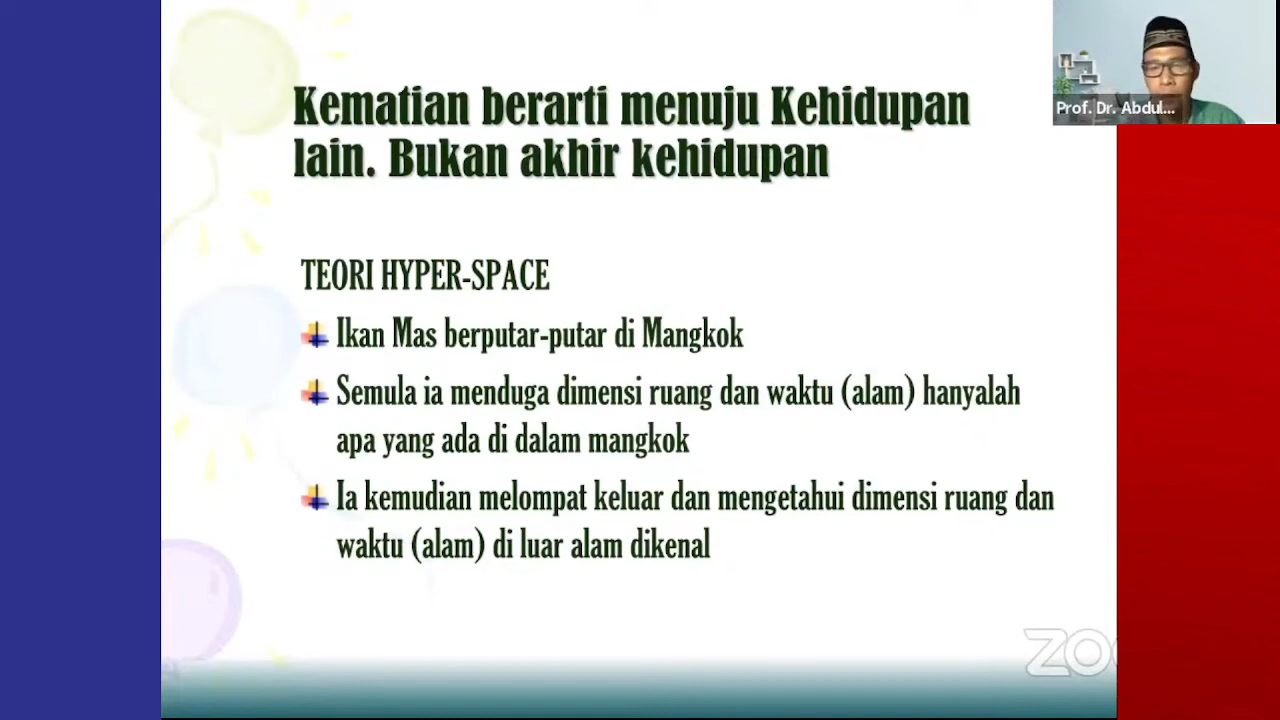 Prof. Dr. Abdul...
Kematian berarti menuju Kehidupan
lain. Bukan akhir kehidupan
TEORI HYPER-SPACE
Ikan Mas berputar-putar di Mangkok
Semula ia menduga dimensi ruang dan waktu (alam) hanyalah
apa yang ada di dalam mangkok
Ia kemudian melompat keluar dan mengetahui dimensi ruang dan
waktu (alam) di luar alam dikenal